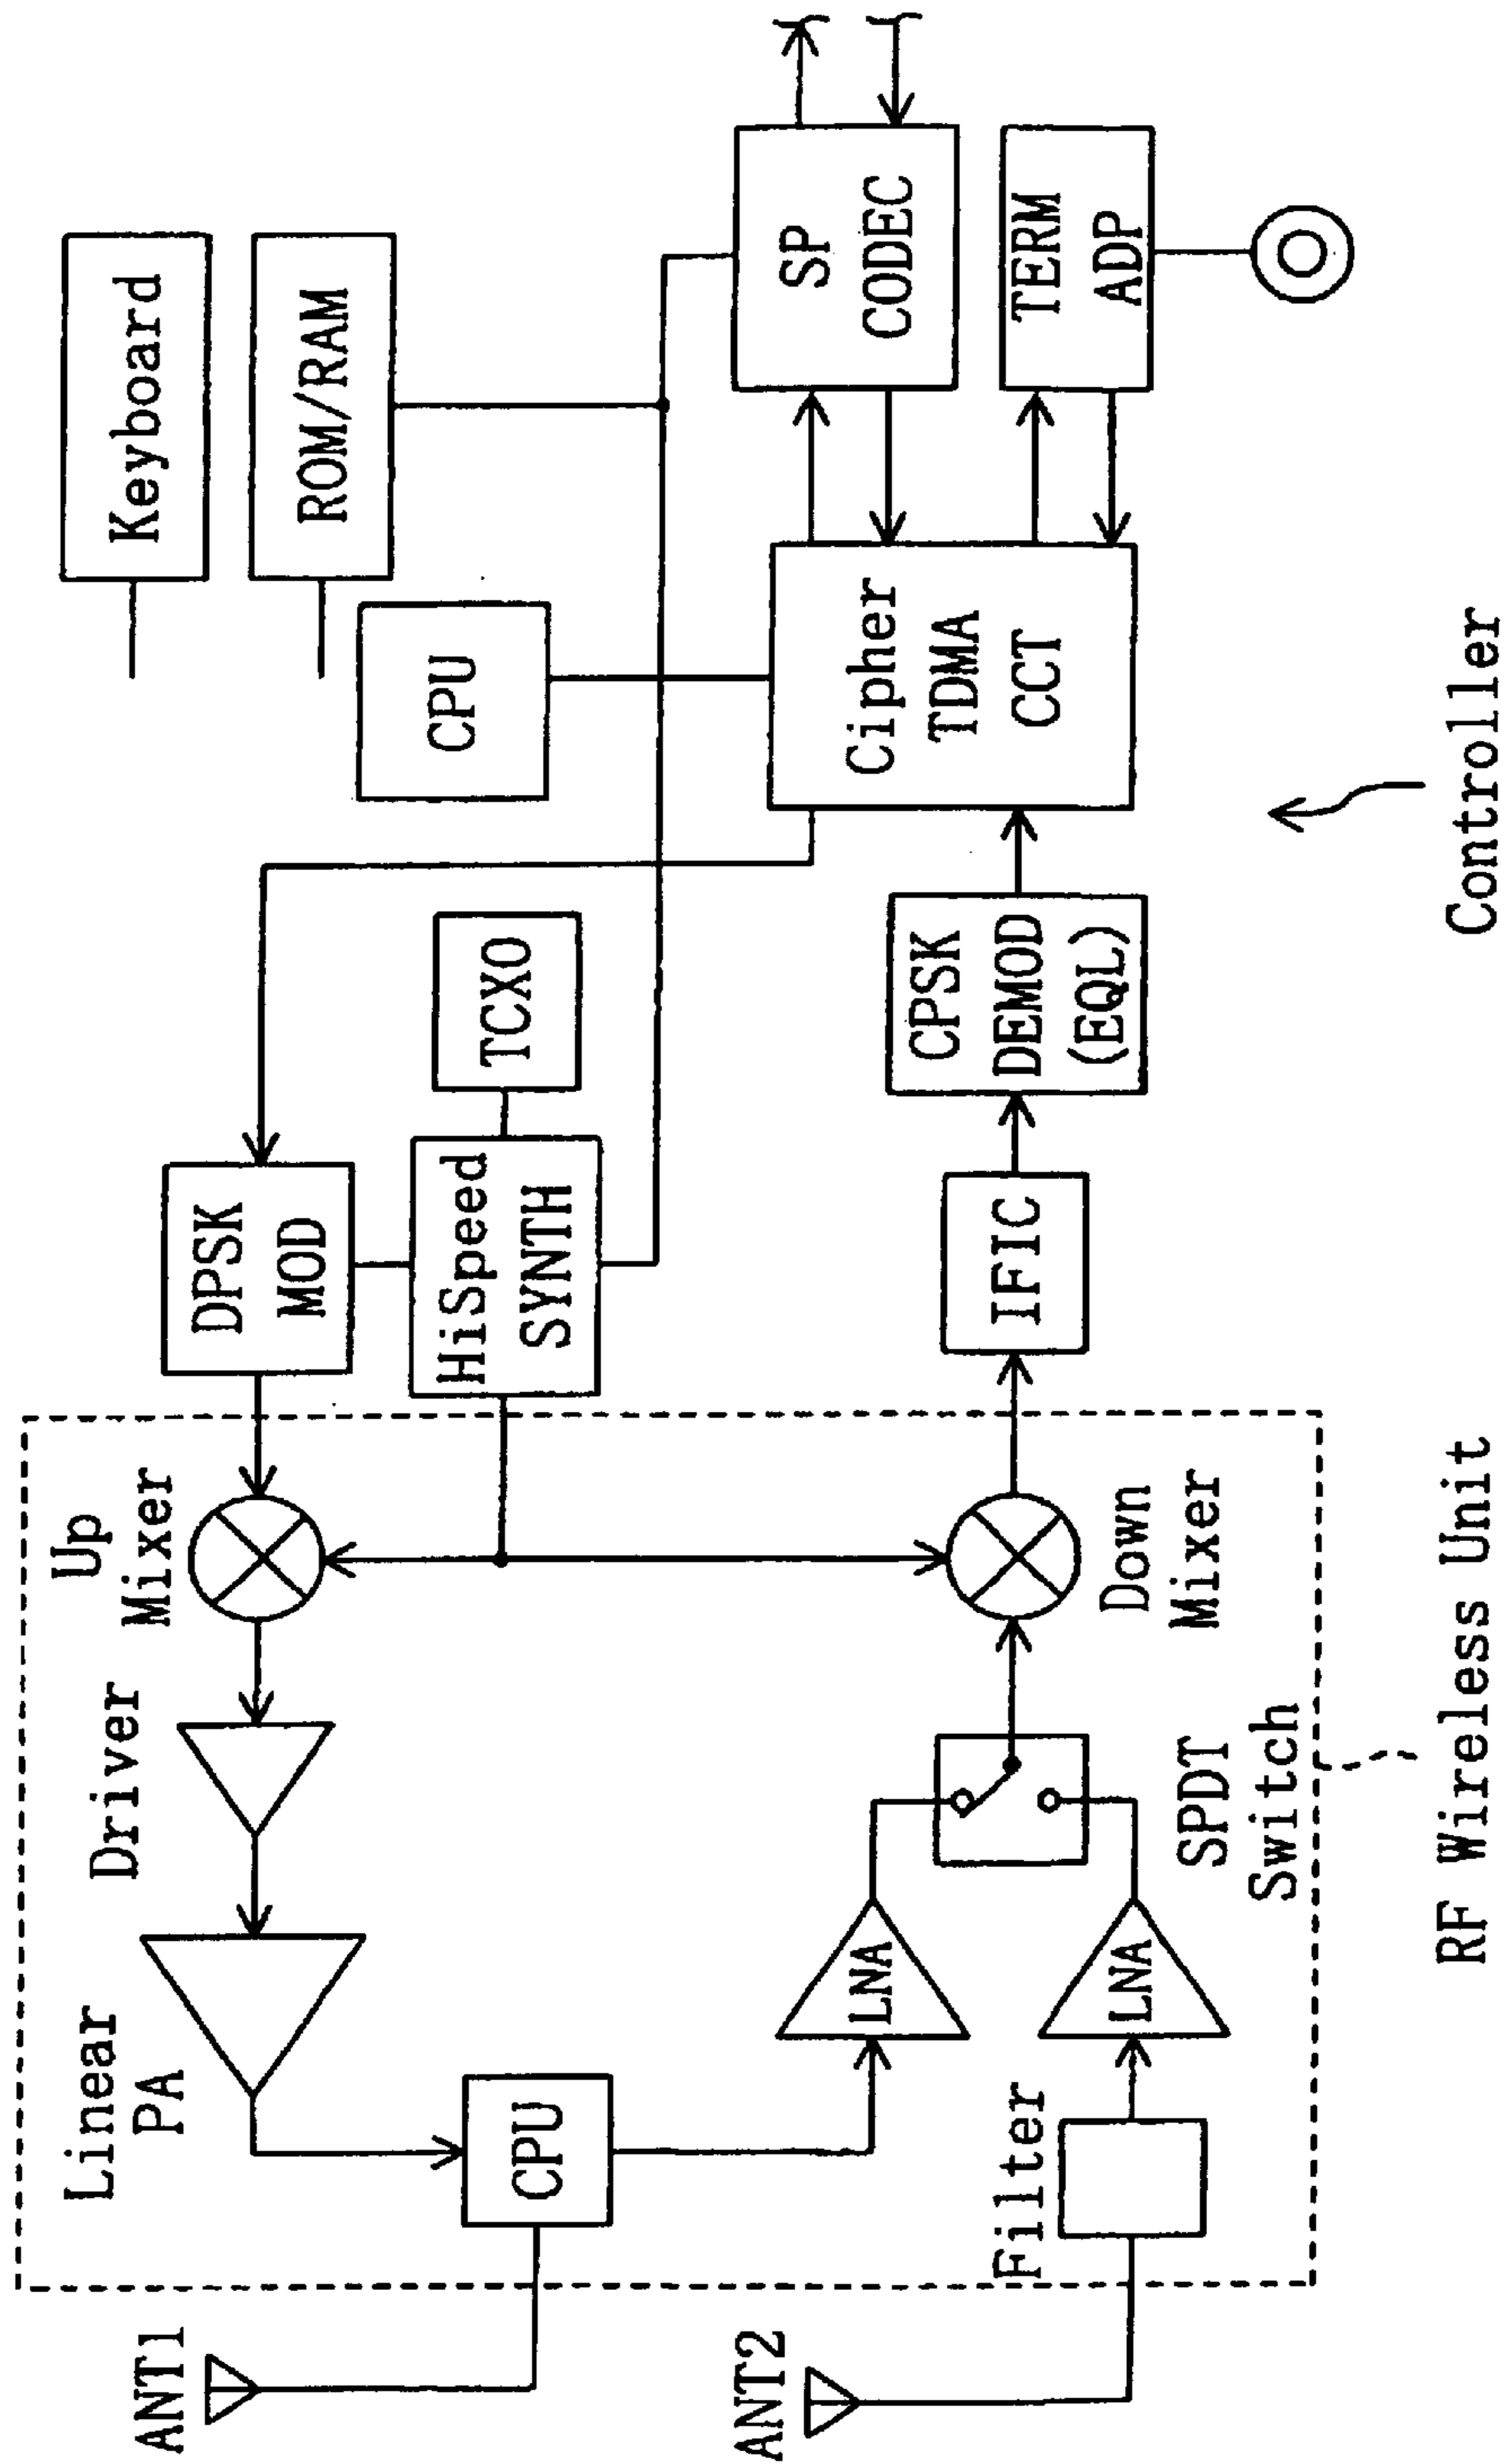 ANT1
Linear
PA
Driver
Up
Mixer
DPSK
MOD
HiSpeed
SYNTH
TCXO
CPU
Keyboard
ROM/RAM
CPU
ANT2
Filter
LNA
LNA
SPDT
Switch
Down
Mixer
IFIC
CPSK
DEMOD
(EQL)
Cipher
TDMA
CCT
SP
CODEC
TERM
ADP
RF Wireless Unit
Controller